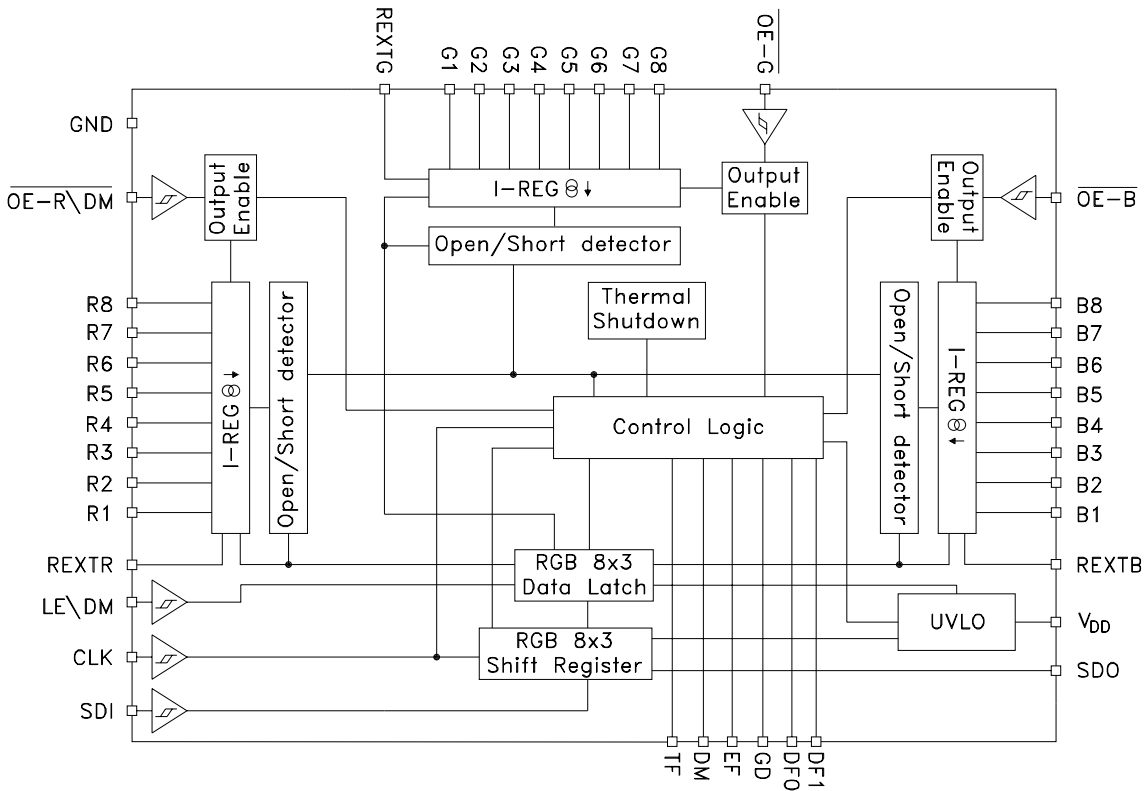 REXTG
G1
G2
G3
G4
G5
G6
G7
G8
OE-G
GND
OE-R\DM
Output
Enable
I-REG
Output
Enable
Output
Enable
OE-B
Open/Short detector
Thermal
Shutdown
R8
R7
R6
R5
R4
R3
R2
R1
I-REG
Open/Short detector
Control Logic
Open/Short detector
I-REG
B8
B7
B6
B5
B4
B3
B2
B1
REXTR
RGB 8x3
Data Latch
REXTB
LE\DM
UVLO
VDD
CLK
RGB 8x3
Shift Register
SDO
SDI
TF
DM
EF
GD
DF0
DF1